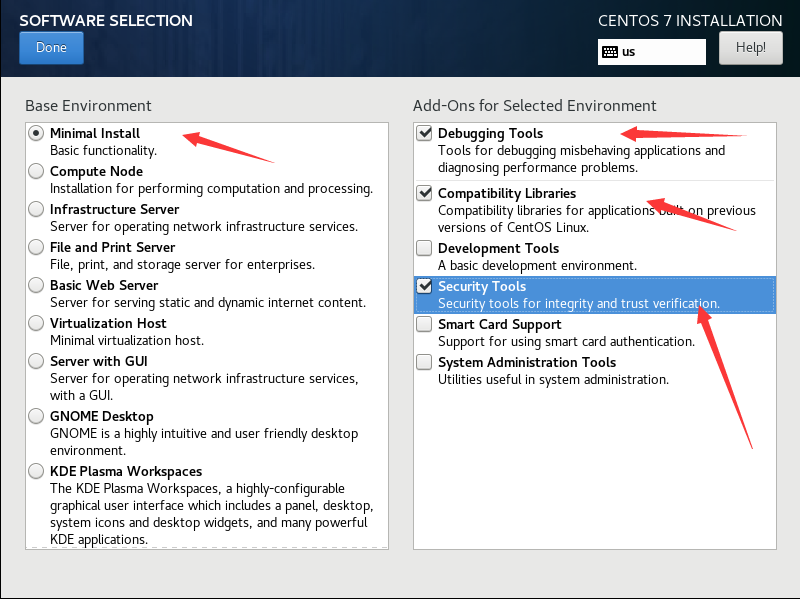 SOFTWARE SELECTION
CENTOS 7 INSTALLATION
Done
us
Help!
Base Environment
Minimal Install
Basic functionality.
Compute Node
Installation for performing computation and processing.
Infrastructure Server
Server for operating network infrastructure services.
File and Print Server
File, print, and storage server for enterprises.
Basic Web Server
Server for serving static and dynamic internet content.
Virtualization Host
Minimal virtualization host.
Server with GUI
Server for operating network infrastructure services,
with a GUI.
GNOME Desktop
GNOME is a highly intuitive and user friendly desktop
environment.
KDE Plasma Workspaces
The KDE Plasma Workspaces, a highly-configurable
graphical user interface which includes a panel, desktop,
system icons and desktop widgets, and many powerful
KDE applications.
Add-Ons for Selected Environment
Debugging Tools
Tools for debugging misbehaving applications and
diagnosing performance problems.
Compatibility Libraries
Compatibility libraries for applications built on previous
versions of CentOS Linux.
Development Tools
A basic development environment.
Security Tools
Security tools for integrity and trust verification.
Smart Card Support
Support for using smart card authentication.
System Administration Tools
Utilities useful in system administration.